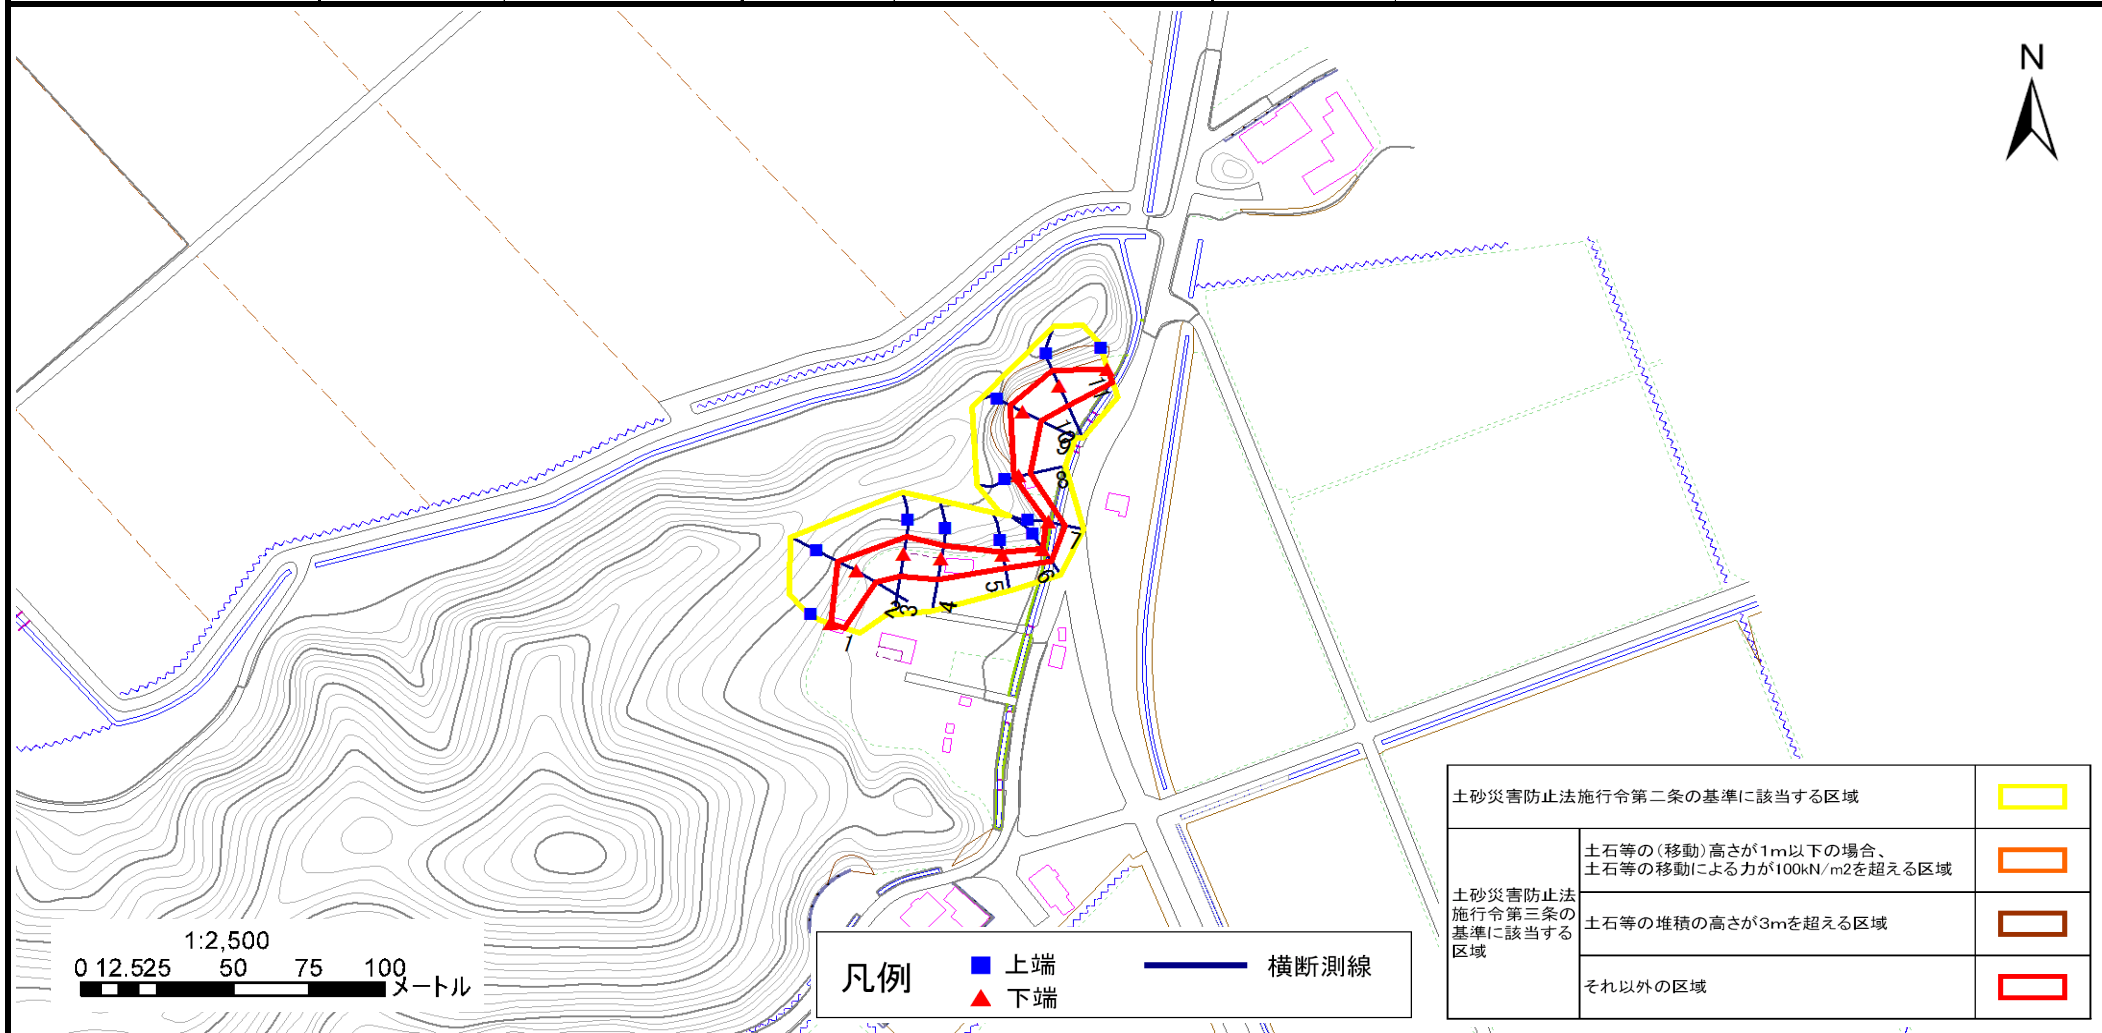 N
1
10
9
8
7
6
5
4
3
2
1
土砂災害防止法施行令第二条の基準に該当する区域
土砂災害防止法
施行令第三条の
基準に該当する
区域
土石等の(移動)高さが1m以下の場合、
土石等の移動による力が100kN/m2を超える区域
土石等の堆積の高さが3mを超える区域
それ以外の区域
1:2,500
0 12.525 50 75 100
メートル
凡例
上端
下端
横断測線